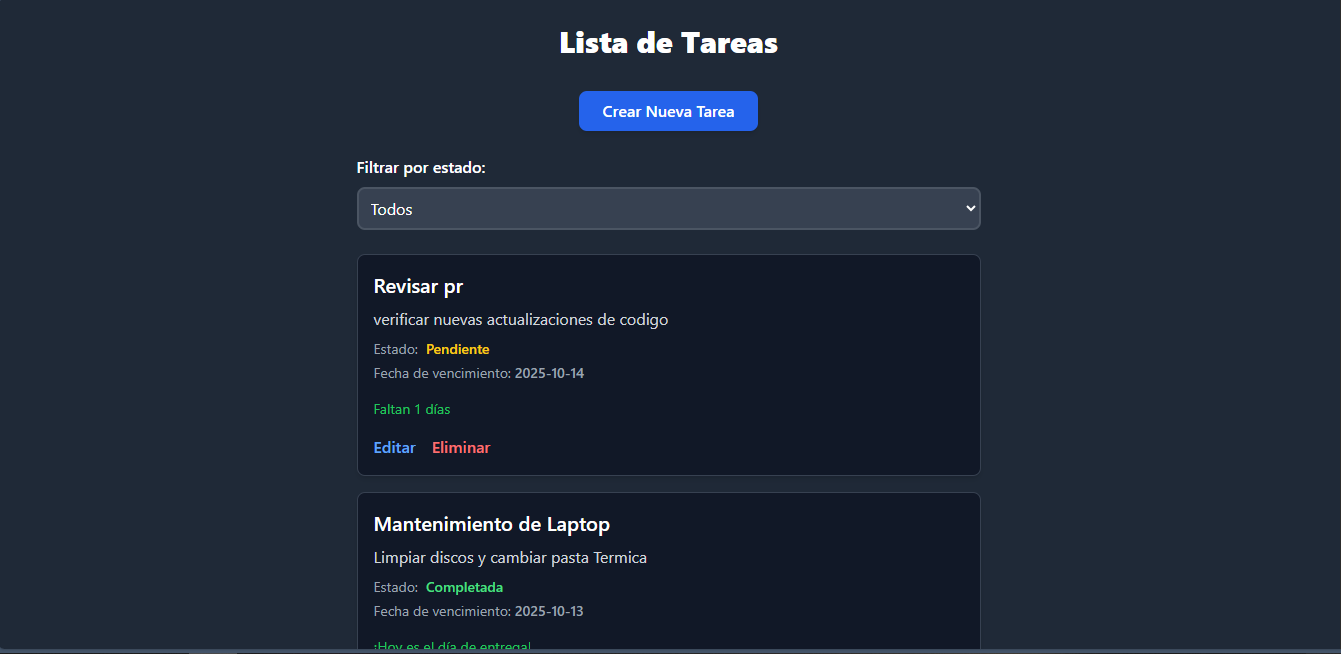 Lista de Tareas
Crear Nueva Tarea
Filtrar por estado:
Todos
Revisar pr
verificar nuevas actualizaciones de codigo
Estado: Pendiente
Fecha de vencimiento: 2025-10-14
Faltan 1 días
Editar Eliminar
Mantenimiento de Laptop
Limpiar discos y cambiar pasta Termica
Estado: Completada
Fecha de vencimiento: 2025-10-13
¡Hoy es el día de entrega!